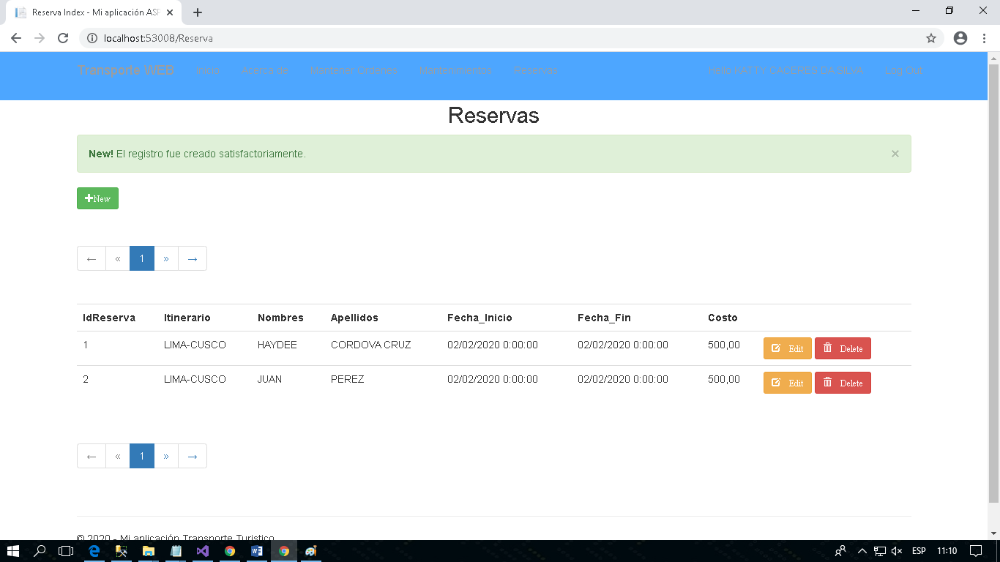 Reserva Index - Mi aplicación ASP
localhost:53008/Reserva
Transporte WEB Inicio Acerca de Mantener Ordenes Mantenimientos Reservas Log Out
Reservas
New! El registro fue creado satisfactoriamente. ×
New
← « 1 » →
IdReserva Itinerario Nombres Apellidos Fecha_Inicio Fecha_Fin Costo
1 LIMA-CUSCO HAYDEE CORDOVA CRUZ 02/02/2020 0:00:00 02/02/2020 0:00:00 500,00 Edit Delete
2 LIMA-CUSCO JUAN PEREZ 02/02/2020 0:00:00 02/02/2020 0:00:00 500,00 Edit Delete
← « 1 » →
© 2020 - Mi aplicación Transporte Turistico
ESP 11:10